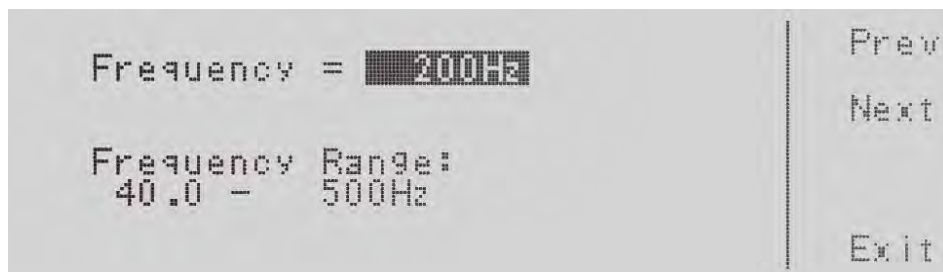 Frequency = 200Hz
Prev
Next
Frequency Range:
40.0 - 500Hz
Exit